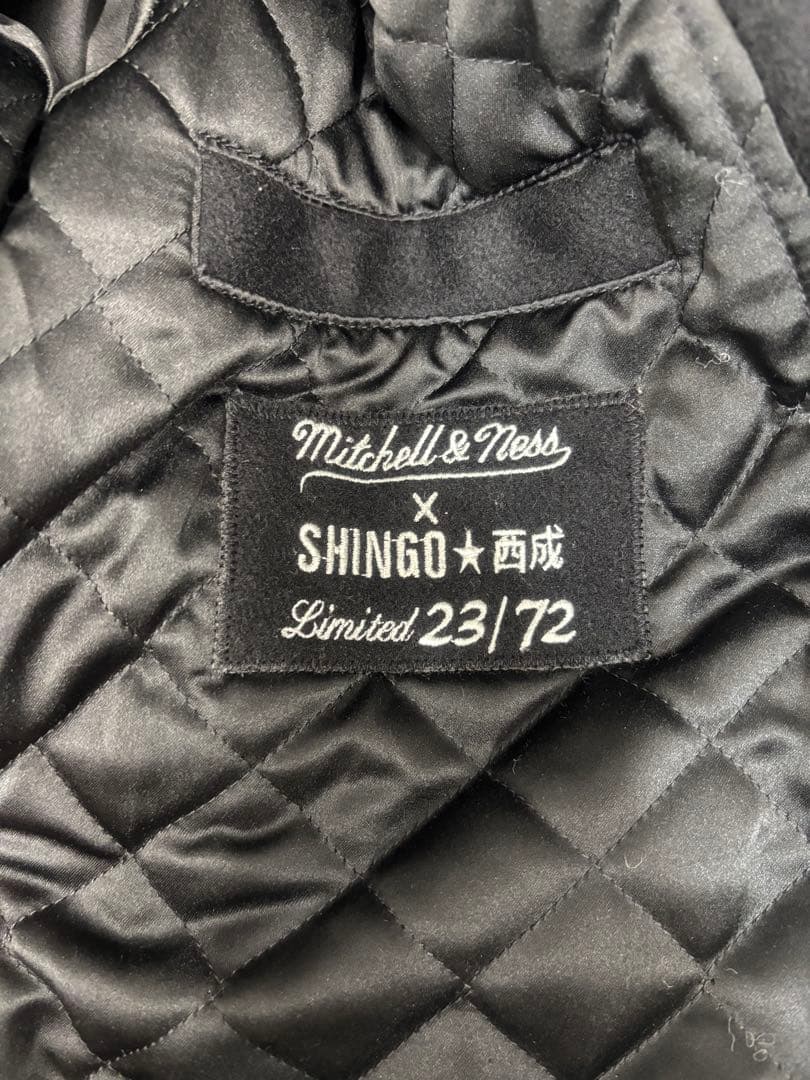 Mitchell & Ness
X
SHINGO★西成
Limited 23/72